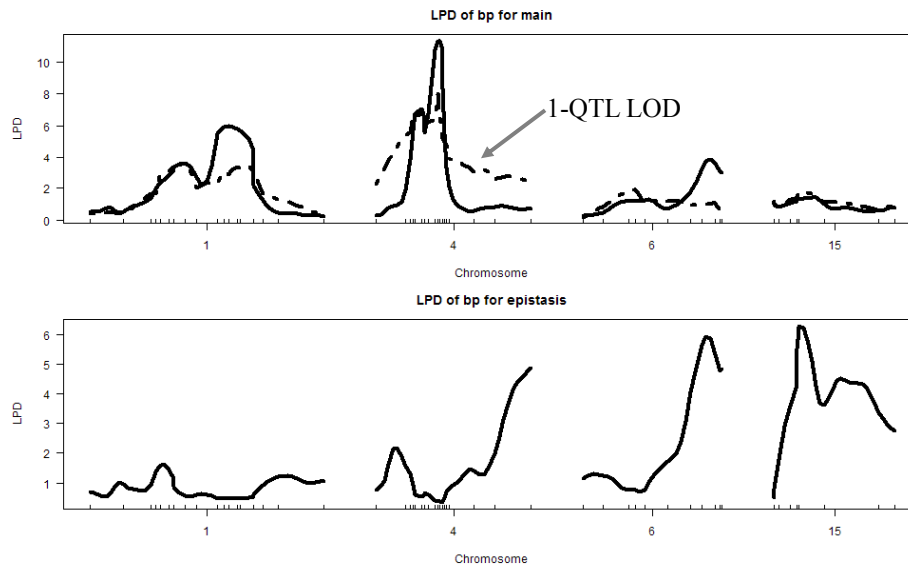 LPD of bp for main
10
8
6
4
2
0
LPD
1-QTL LOD
1 4 6 15
Chromosome
LPD of bp for epistasis
6
5
4
3
2
1
LPD
1 4 6 15
Chromosome